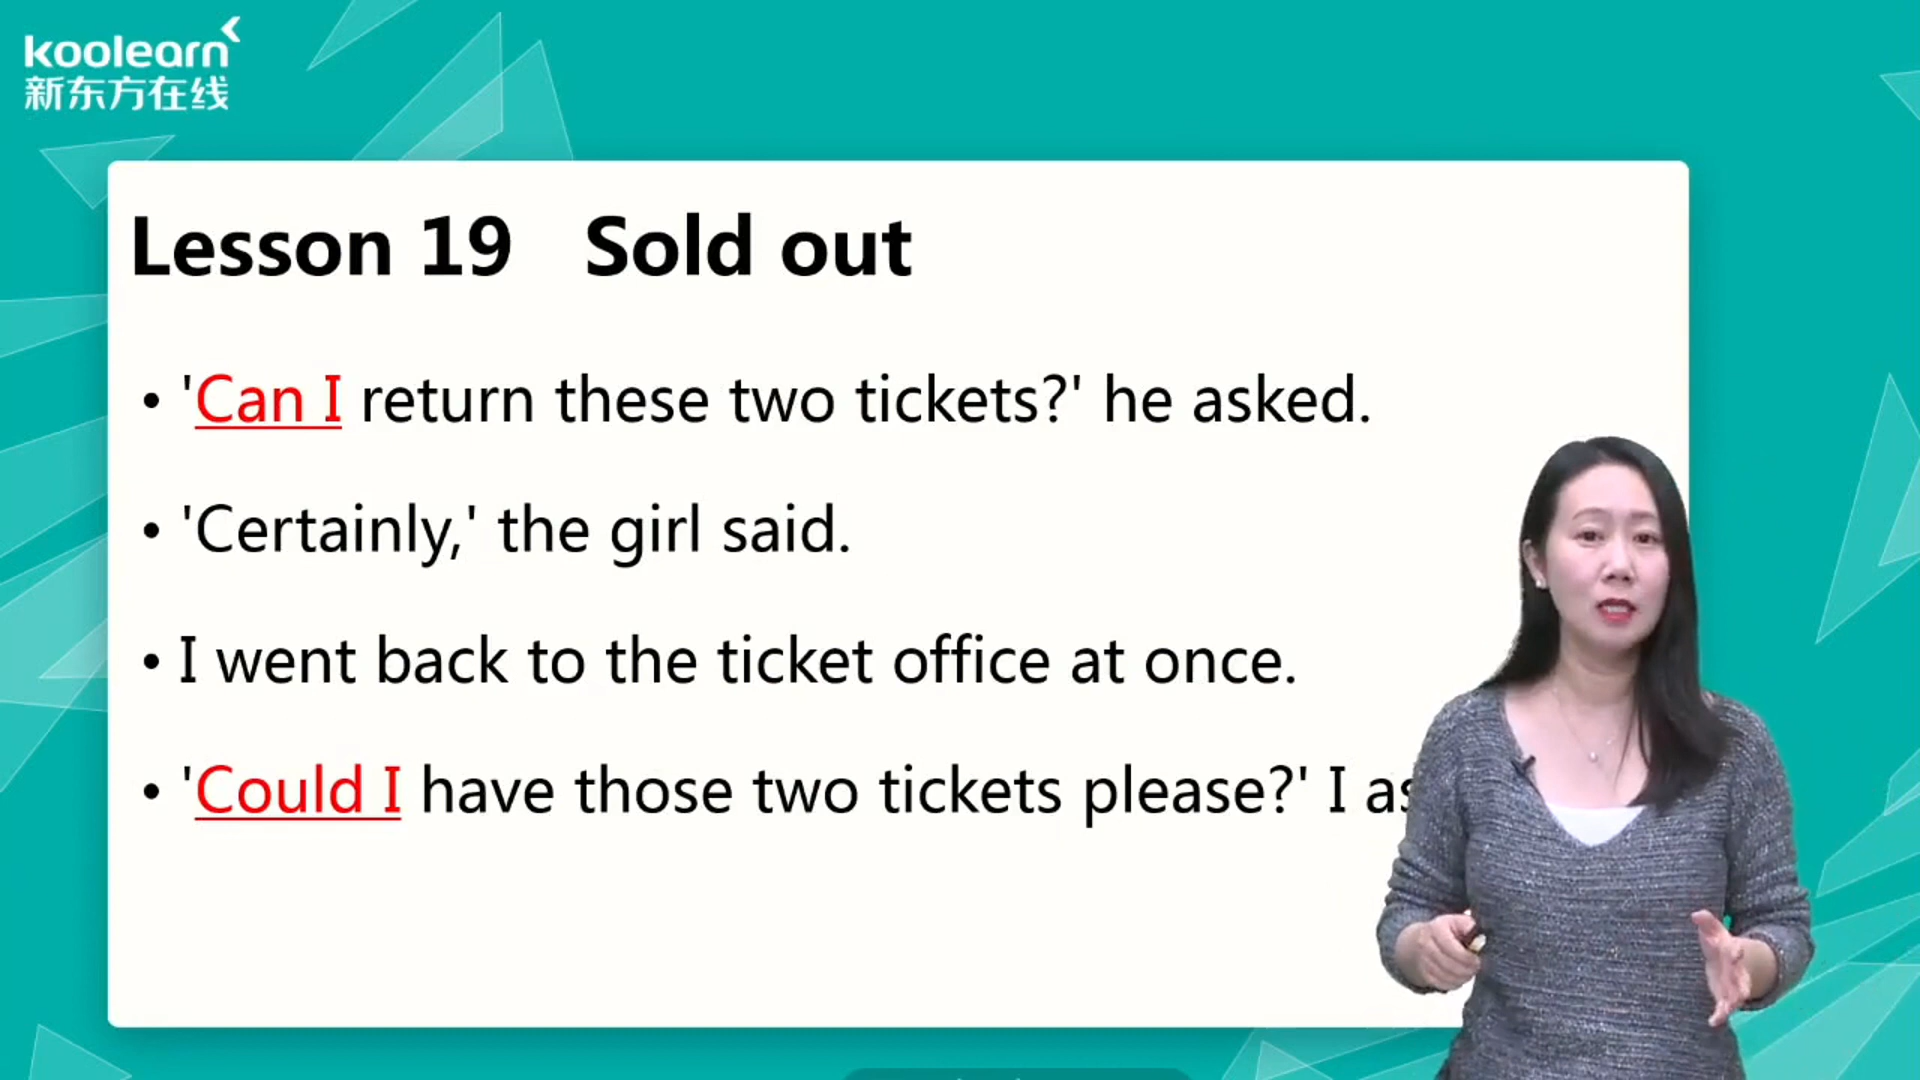 koolearn
新东方在线
Lesson 19 Sold out
• 'Can I return these two tickets?' he asked.
• 'Certainly,' the girl said.
• I went back to the ticket office at once.
• 'Could I have those two tickets please?' I